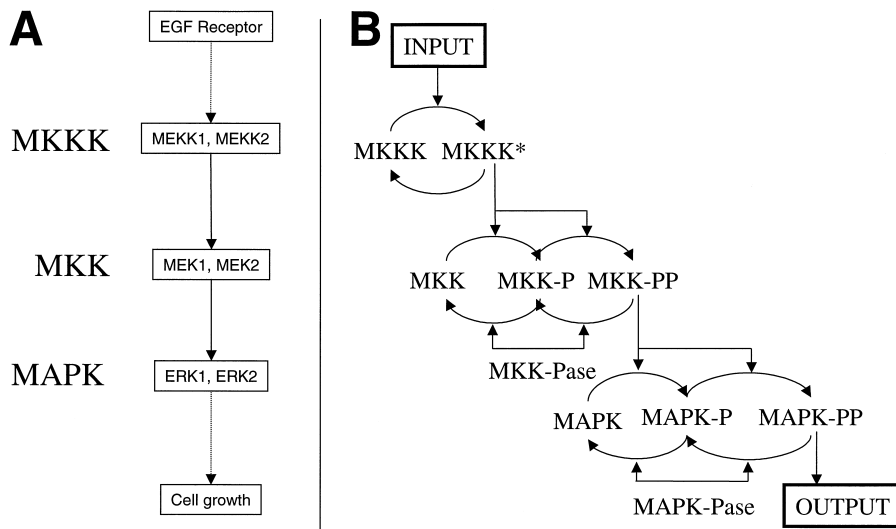 A
EGF Receptor
MKKK
MEKK1, MEKK2
MKK
MEK1, MEK2
MAPK
ERK1, ERK2
Cell growth
B
INPUT
MKKK MKKK*
MKK MKK-P MKK-PP
MKK-Pase
MAPK MAPK-P MAPK-PP
MAPK-Pase
OUTPUT